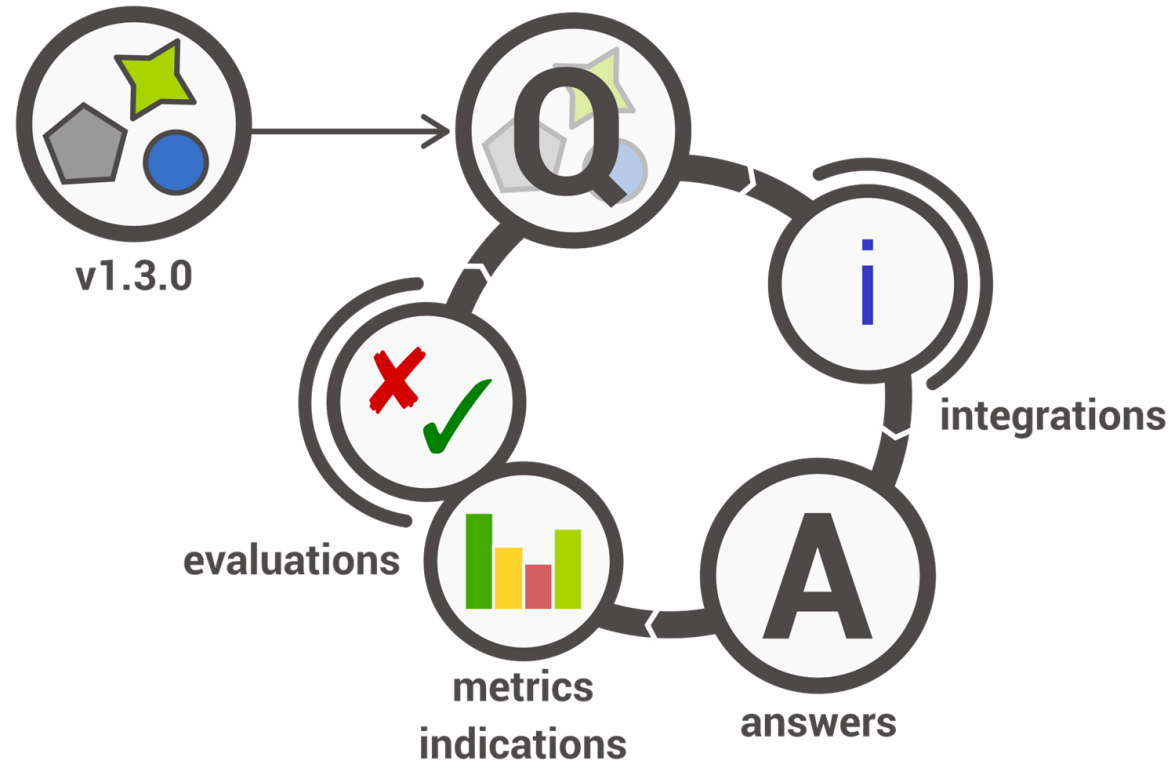 Q
v1.3.0
i
integrations
evaluations
A
metrics
indications
answers